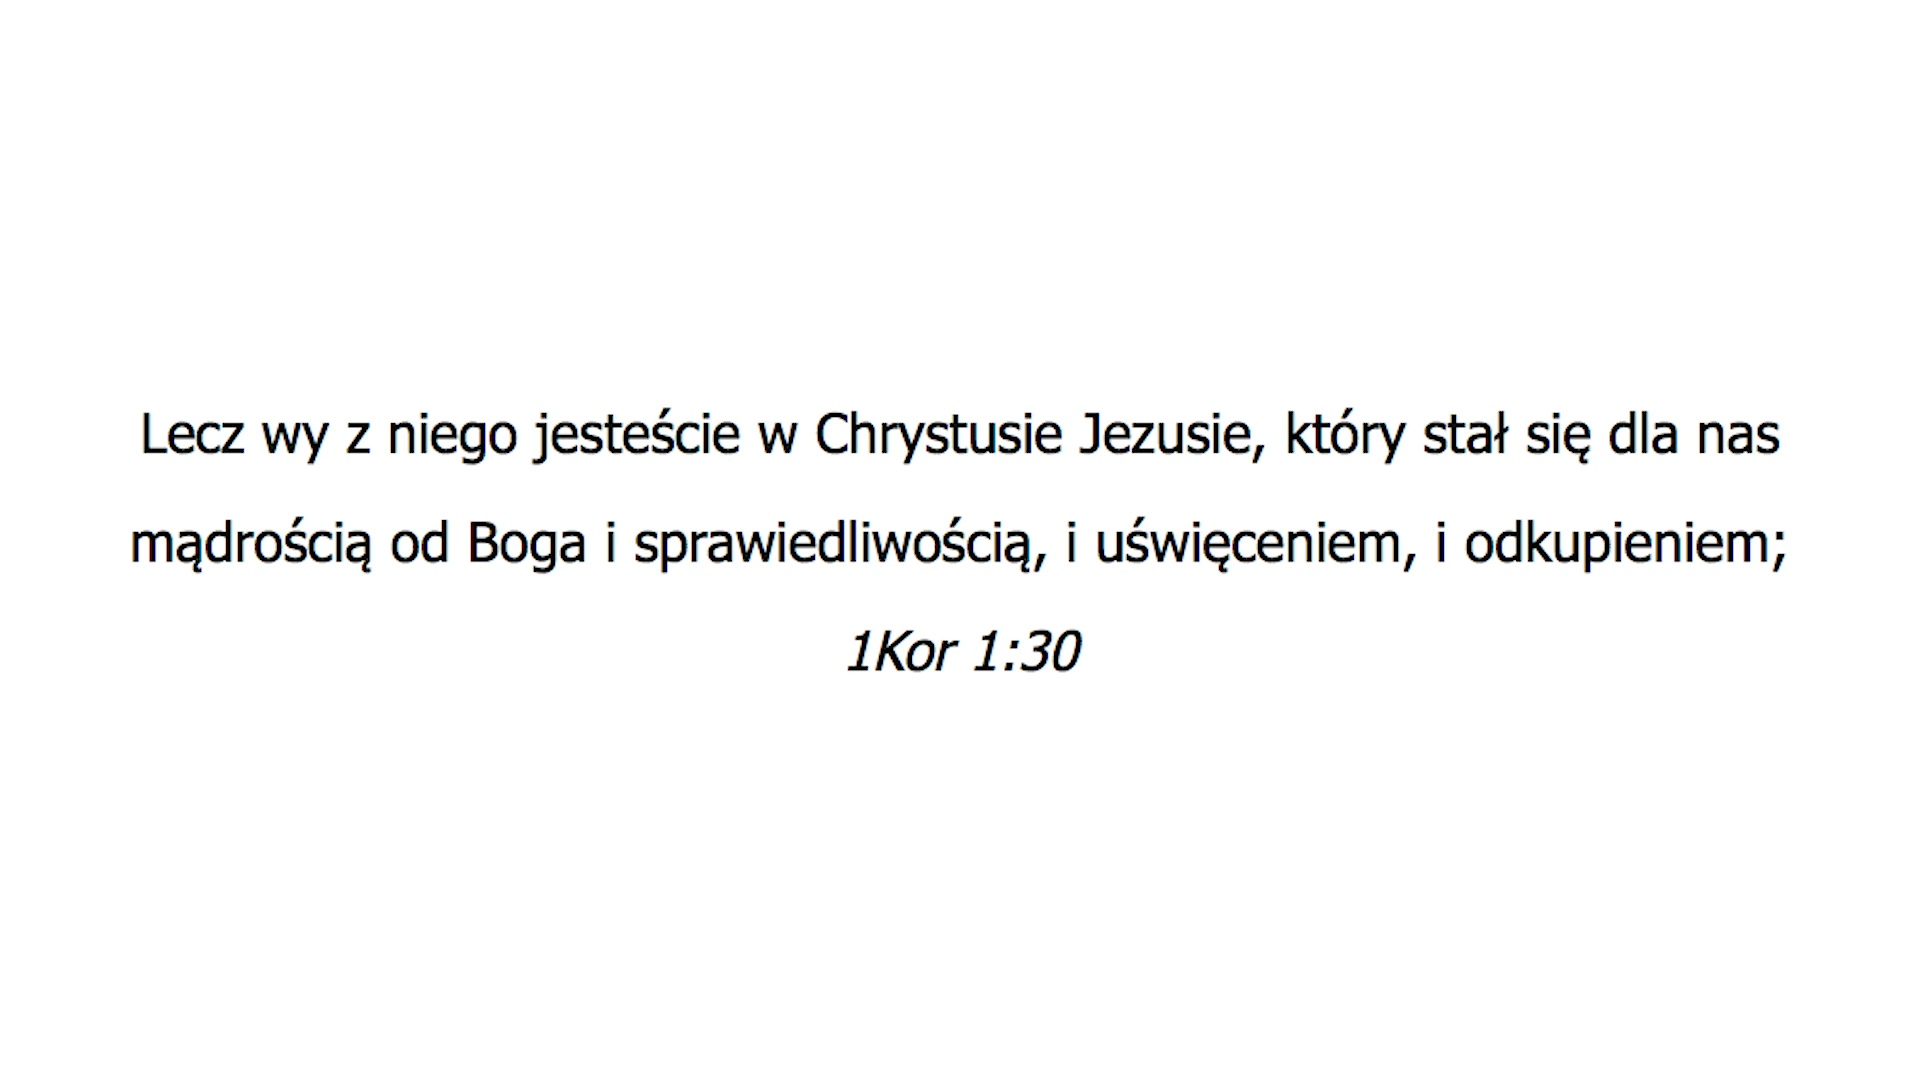 Lecz wy z niego jesteście w Chrystusie Jezusie, który stał się dla nas
mądrością od Boga i sprawiedliwością, i uświęceniem, i odkupieniem;
1Kor 1:30